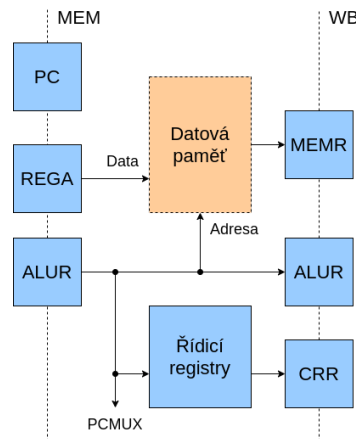 MEM
WB
PC
Datová
paměť
REGA
Data
MEMR
Adresa
ALUR
ALUR
Řídicí
registry
CRR
PCMUX